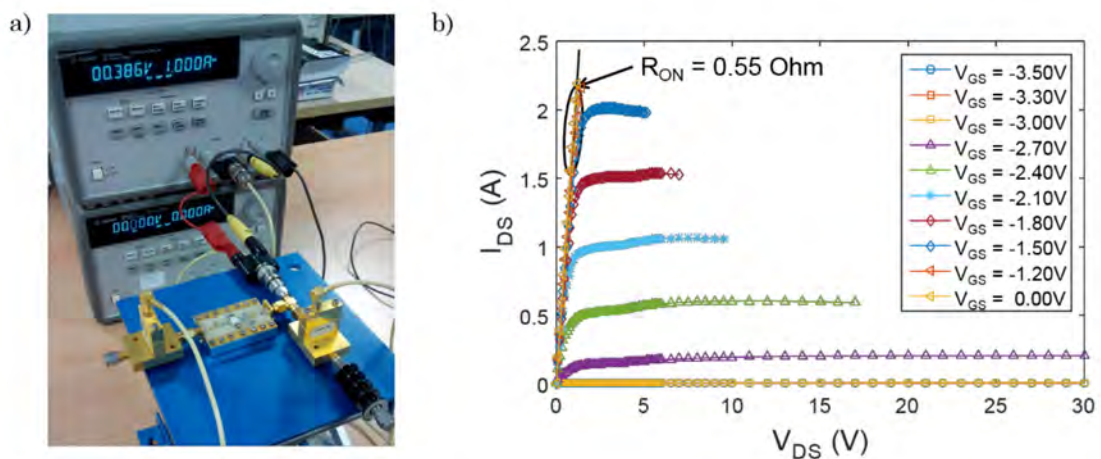 a)
00.386V 1.000A
00.000V 0.000A
b)
R_ON = 0.55 Ohm
I_DS (A)
2.5
2
1.5
1
0.5
0
0
5
10
15
20
25
30
V_DS (V)
V_GS = -3.50V
V_GS = -3.30V
V_GS = -3.00V
V_GS = -2.70V
V_GS = -2.40V
V_GS = -2.10V
V_GS = -1.80V
V_GS = -1.50V
V_GS = -1.20V
V_GS = 0.00V